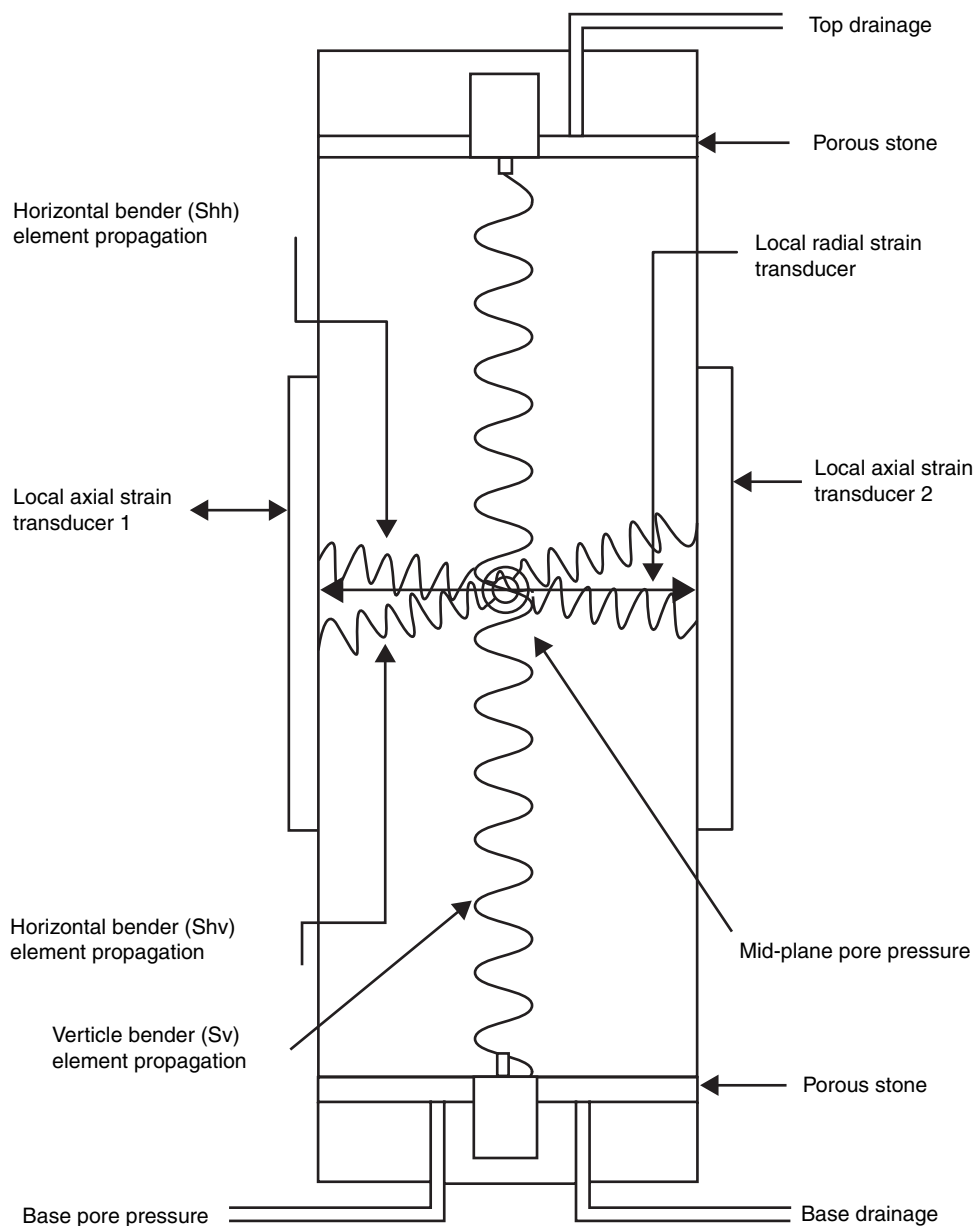 Top drainage
Porous stone
Horizontal bender (Shh)
element propagation
Local radial strain
transducer
Local axial strain
transducer 1
Local axial strain
transducer 2
Horizontal bender (Shv)
element propagation
Mid-plane pore pressure
Verticle bender (Sv)
element propagation
Porous stone
Base pore pressure
Base drainage